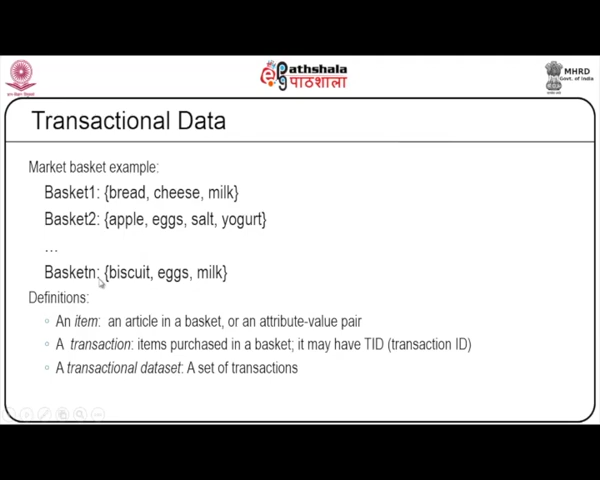 ePathshala
पाठशाला
MHRD
Govt. of India
Transactional Data
Market basket example:
Basket1: {bread, cheese, milk}
Basket2: {apple, eggs, salt, yogurt}
…
Basketn: {biscuit, eggs, milk}
Definitions:
An item: an article in a basket, or an attribute-value pair
A transaction: items purchased in a basket; it may have TID (transaction ID)
A transactional dataset: A set of transactions